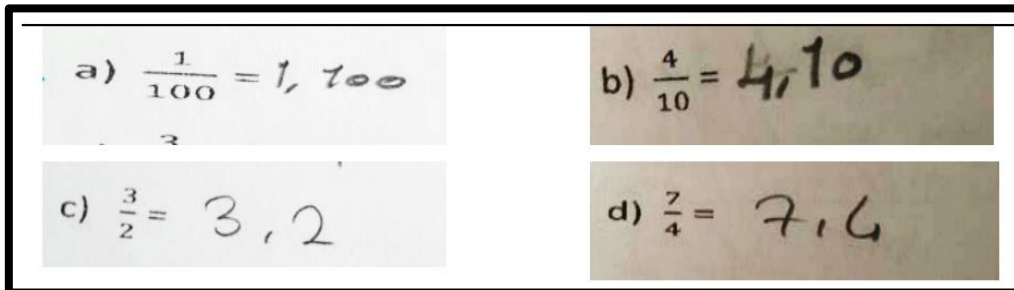 a) 1/100 = 1,100
b) 4/10 = 4,10
c) 3/2 = 3,2
d) 7/4 = 7,4